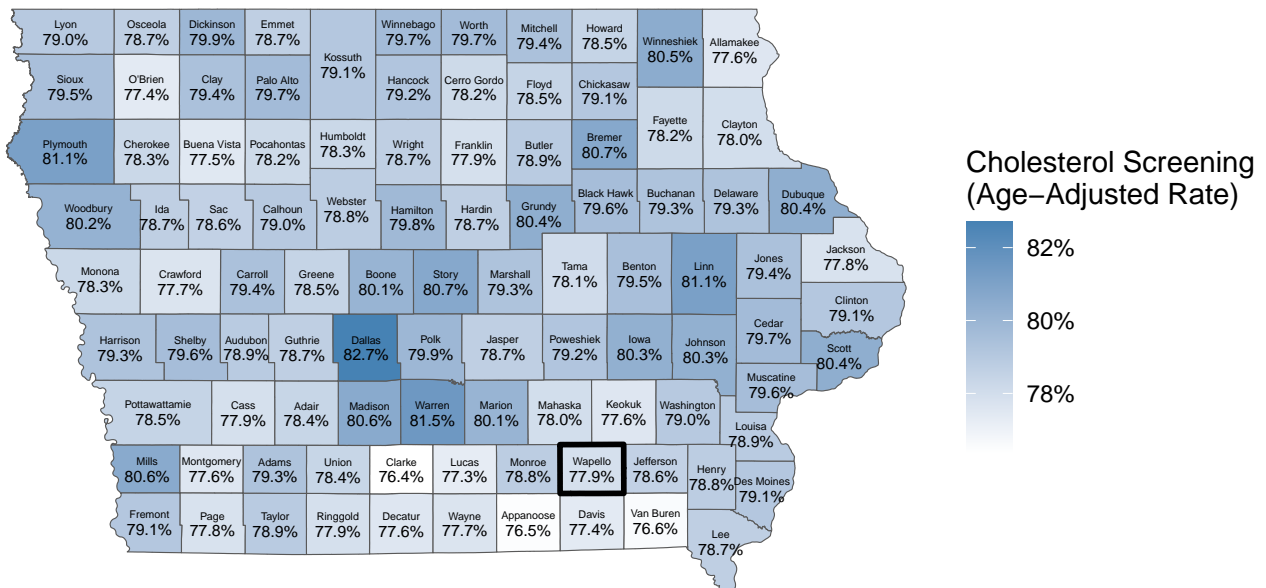 Lyon
79.0%
Osceola
78.7%
Dickinson
79.9%
Emmet
78.7%
Kossuth
79.1%
Winnebago
79.7%
Worth
79.7%
Mitchell
79.4%
Howard
78.5%
Winneshiek
80.5%
Allamakee
77.6%
Sioux
79.5%
O'Brien
77.4%
Clay
79.4%
Palo Alto
79.7%
Hancock
79.2%
Cerro Gordo
78.2%
Floyd
78.5%
Chickasaw
79.1%
Fayette
78.2%
Clayton
78.0%
Plymouth
81.1%
Cherokee
78.3%
Buena Vista
77.5%
Pocahontas
78.2%
Humboldt
78.3%
Wright
78.7%
Franklin
77.9%
Butler
78.9%
Bremer
80.7%
Woodbury
80.2%
Ida
78.7%
Sac
78.6%
Calhoun
79.0%
Webster
78.8%
Hamilton
79.8%
Hardin
78.7%
Grundy
80.4%
Black Hawk
79.6%
Buchanan
79.3%
Delaware
79.3%
Dubuque
80.4%
Monona
78.3%
Crawford
77.7%
Carroll
79.4%
Greene
78.5%
Boone
80.1%
Story
80.7%
Marshall
79.3%
Tama
78.1%
Benton
79.5%
Linn
81.1%
Jones
79.4%
Jackson
77.8%
Clinton
79.1%
Harrison
79.3%
Shelby
79.6%
Audubon
78.9%
Guthrie
78.7%
Dallas
82.7%
Polk
79.9%
Jasper
78.7%
Poweshiek
79.2%
Iowa
80.3%
Johnson
80.3%
Cedar
79.7%
Scott
80.4%
Muscatine
79.6%
Pottawattamie
78.5%
Cass
77.9%
Adair
78.4%
Madison
80.6%
Warren
81.5%
Marion
80.1%
Mahaska
78.0%
Keokuk
77.6%
Washington
79.0%
Louisa
78.9%
Mills
80.6%
Montgomery
77.6%
Adams
79.3%
Union
78.4%
Clarke
76.4%
Lucas
77.3%
Monroe
78.8%
Wapello
77.9%
Jefferson
78.6%
Henry
78.8%
Des Moines
79.1%
Fremont
79.1%
Page
77.8%
Taylor
78.9%
Ringgold
77.9%
Decatur
77.6%
Wayne
77.7%
Appanoose
76.5%
Davis
77.4%
Van Buren
76.6%
Lee
78.7%
Cholesterol Screening
(Age−Adjusted Rate)
82%
80%
78%